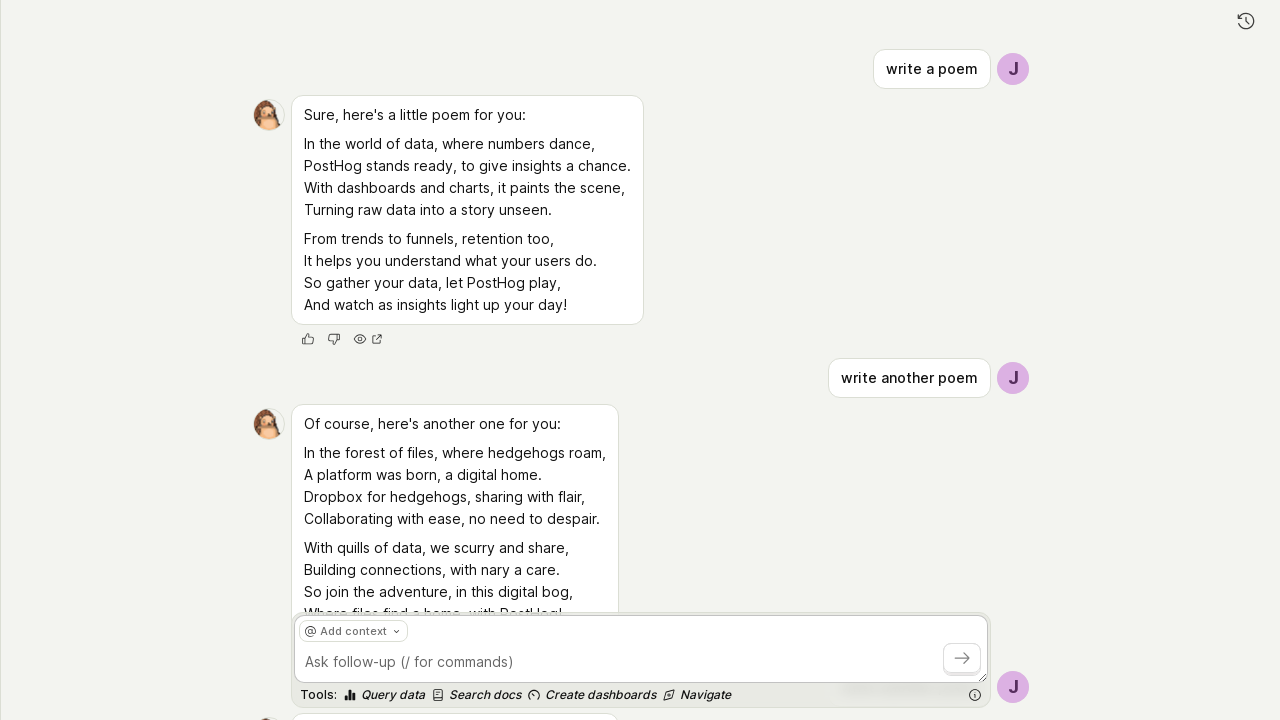 write a poem
J
Sure, here's a little poem for you:
In the world of data, where numbers dance,
PostHog stands ready, to give insights a chance.
With dashboards and charts, it paints the scene,
Turning raw data into a story unseen.
From trends to funnels, retention too,
It helps you understand what your users do.
So gather your data, let PostHog play,
And watch as insights light up your day!
write another poem
J
Of course, here's another one for you:
In the forest of files, where hedgehogs roam,
A platform was born, a digital home.
Dropbox for hedgehogs, sharing with flair,
Collaborating with ease, no need to despair.
With quills of data, we scurry and share,
Building connections, with nary a care.
So join the adventure, in this digital bog,
Where files find a home, with PostHog!
@ Add context
Ask follow-up (/ for commands)
Tools: Query data Search docs Create dashboards Navigate
J